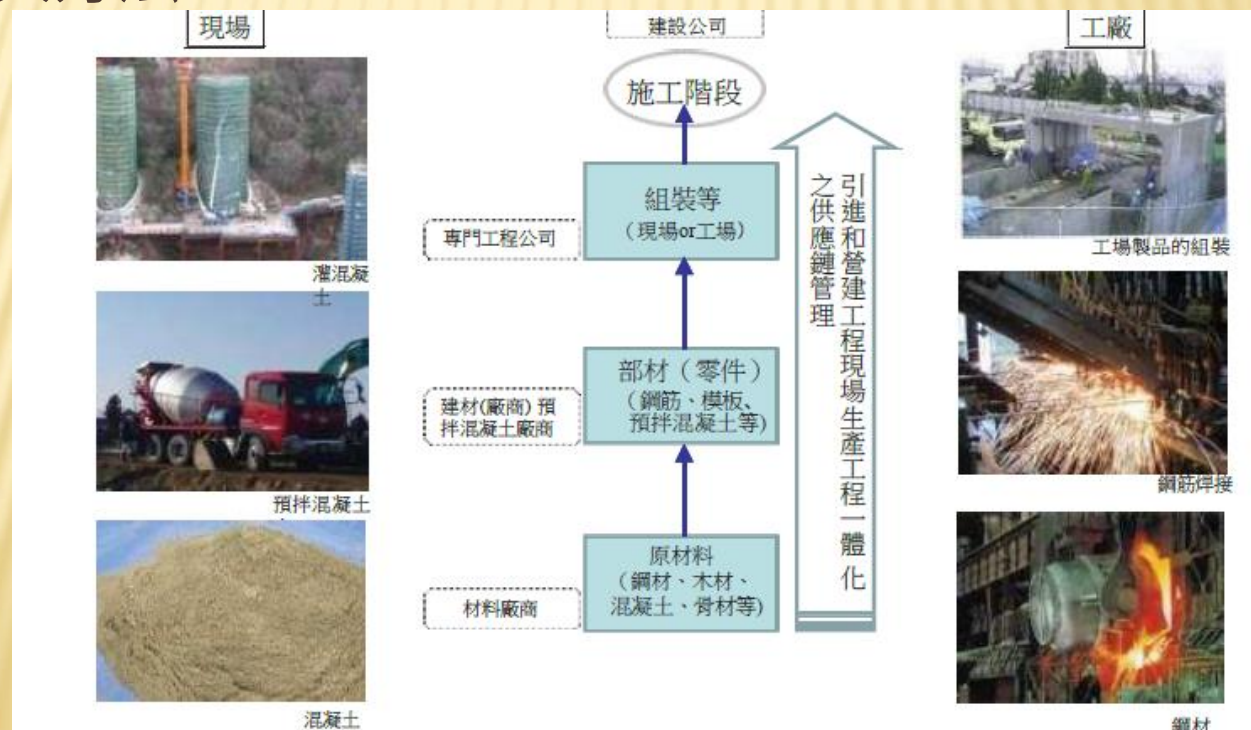 現場
灌混凝
土
預拌混凝土
混凝土
建設公司
施工階段
組裝等
（現場or工場）
專門工程公司
部材（零件）
（鋼筋、模板、
預拌混凝土等)
建材(廠商) 預
拌混凝土廠商
原材料
（鋼材、木材、
混凝土、骨材等)
材料廠商
引進和營建工程現場生產工程一體化
之供應鏈管理
工廠
工場製品的組裝
鋼筋焊接
鋼材